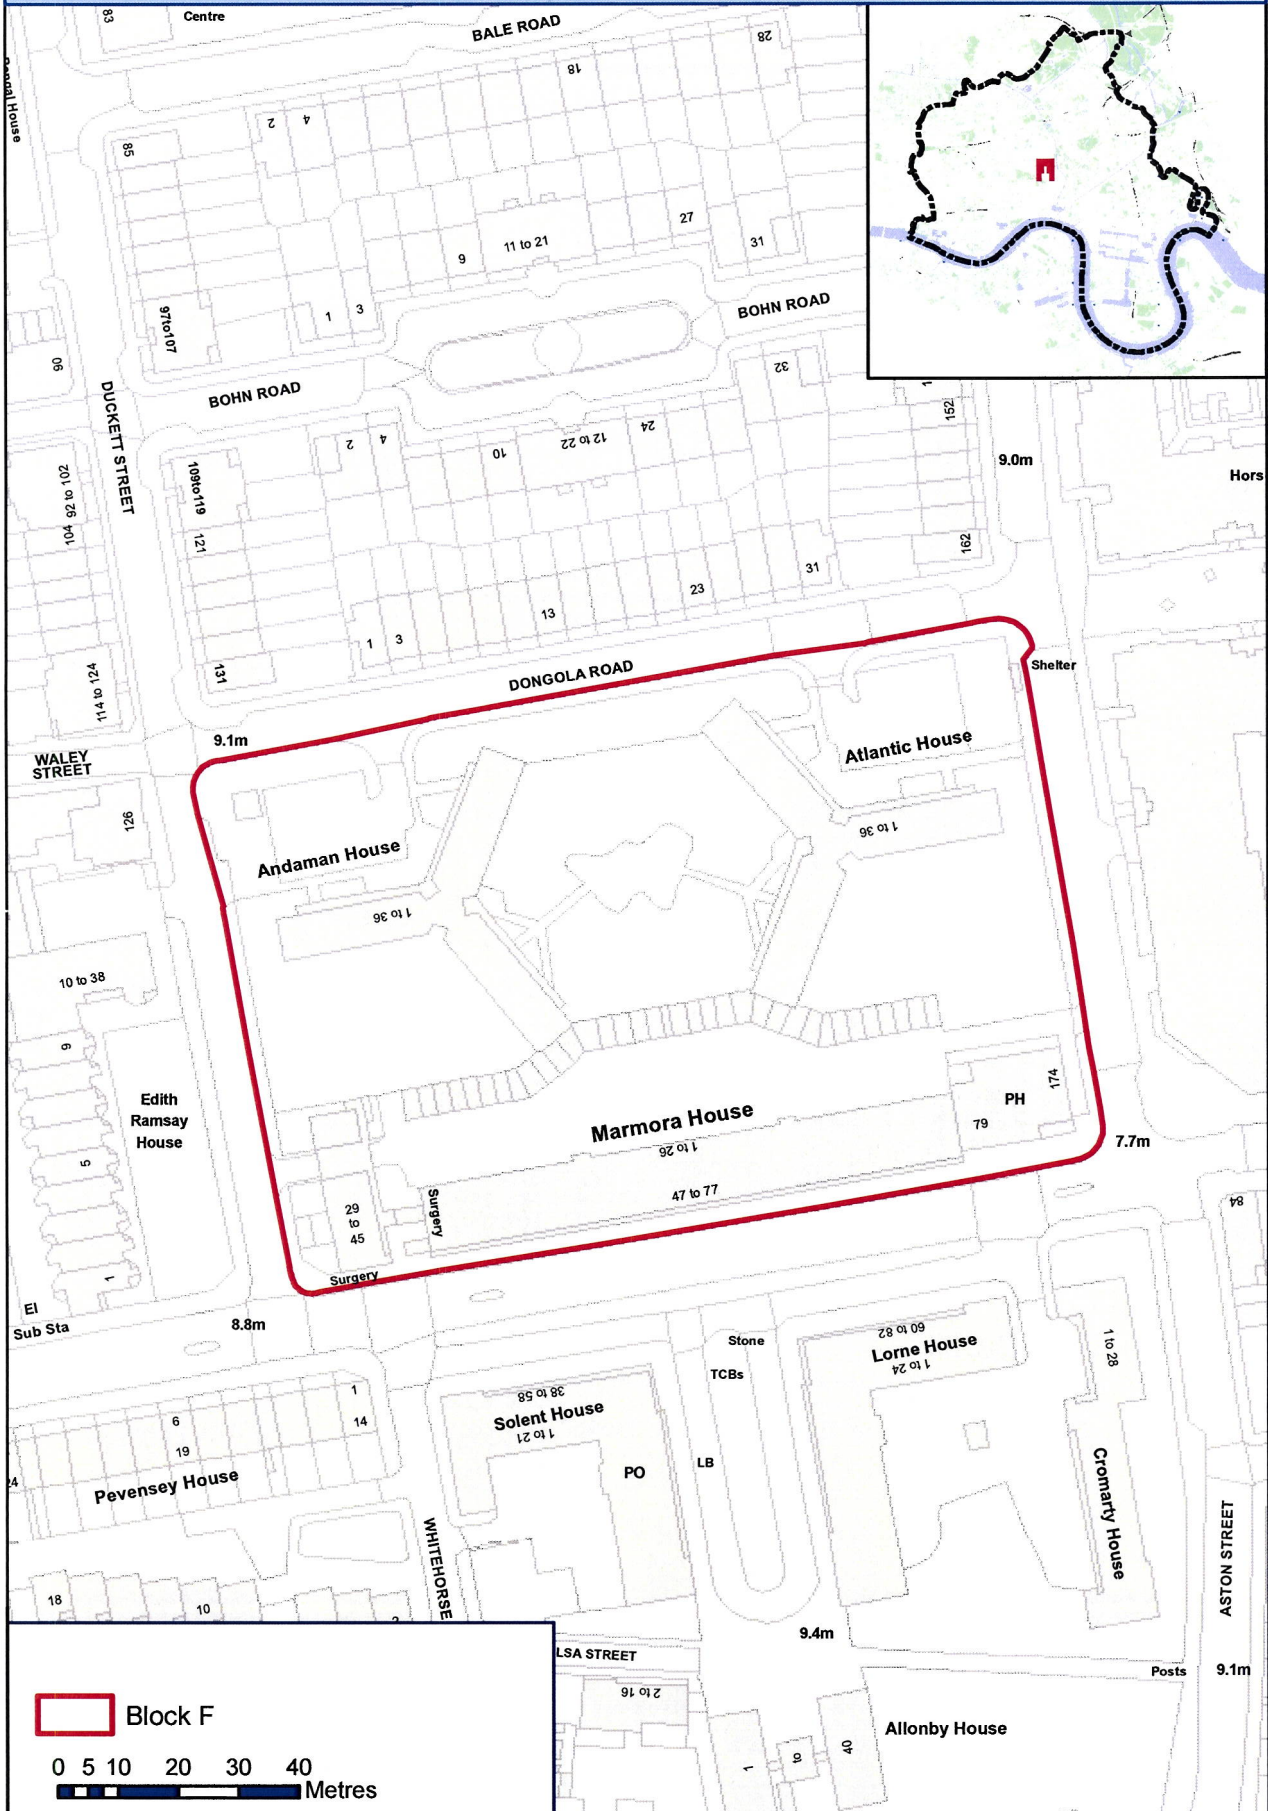 83
Centre
BALE ROAD
28
18
2
4
85
27
11 to 21
31
9
3
1
97to107
BOHN ROAD
90
32
BOHN ROAD
DUCKETT STREET
152
2
4
24
12 to 22
10
9.0m
Hors
109to119
104 92 to 102
121
162
31
23
13
1
3
131
114 to 124
DONGOLA ROAD
Shelter
9.1m
WALEY
STREET
Atlantic House
126
1 to 36
Andaman House
1 to 36
10 to 38
9
Edith
Ramsay
House
5
1
174
PH
79
Marmora House
1 to 26
7.7m
47 to 77
Surgery
29
to
45
Surgery
84
El
Sub Sta
8.8m
Stone
TCBs
60 to 82
Lorne House
1 to 24
1 to 28
1
6
14
19
24
Pevensey House
38 to 58
Solent House
1 to 21
PO
LB
Cromarty House
ASTON STREET
WHITEHORSE
18
10
9.4m
LSA STREET
Posts
9.1m
2 to 16
Allonby House
1
to
40
Block F
0 5 10 20 30 40
Metres